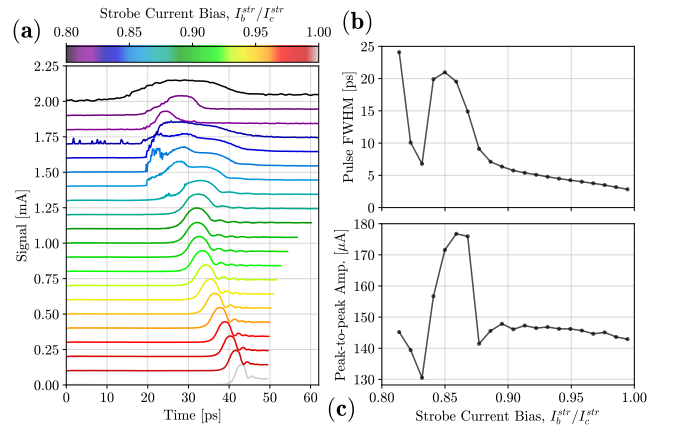 (a)
Strobe Current Bias, I_b^{str}/I_c^{str}
0.80 0.85 0.90 0.95 1.00
Signal [mA]
2.25
2.00
1.75
1.50
1.25
1.00
0.75
0.50
0.25
0.00
0 10 20 30 40 50 60
Time [ps]
(b)
Pulse FWHM [ps]
25
20
15
10
5
0
Peak-to-peak Amp. [μA]
180
170
160
150
140
130
0.80 0.85 0.90 0.95 1.00
(c)
Strobe Current Bias, I_b^{str}/I_c^{str}